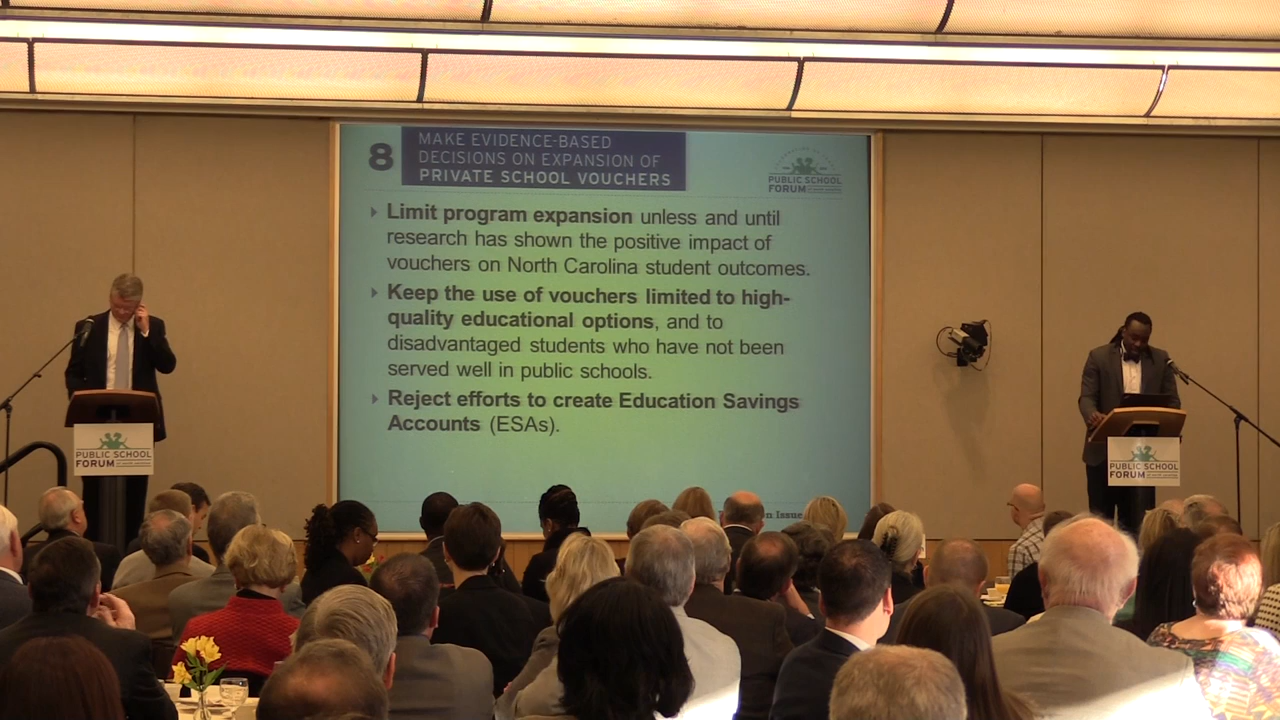 8
MAKE EVIDENCE-BASED
DECISIONS ON EXPANSION OF
PRIVATE SCHOOL VOUCHERS
PUBLIC SCHOOL
FORUM
Limit program expansion unless and until
research has shown the positive impact of
vouchers on North Carolina student outcomes.
Keep the use of vouchers limited to high-
quality educational options, and to
disadvantaged students who have not been
served well in public schools.
Reject efforts to create Education Savings
Accounts (ESAs).
PUBLIC SCHOOL
FORUM
PUBLIC SCHOOL
FORUM